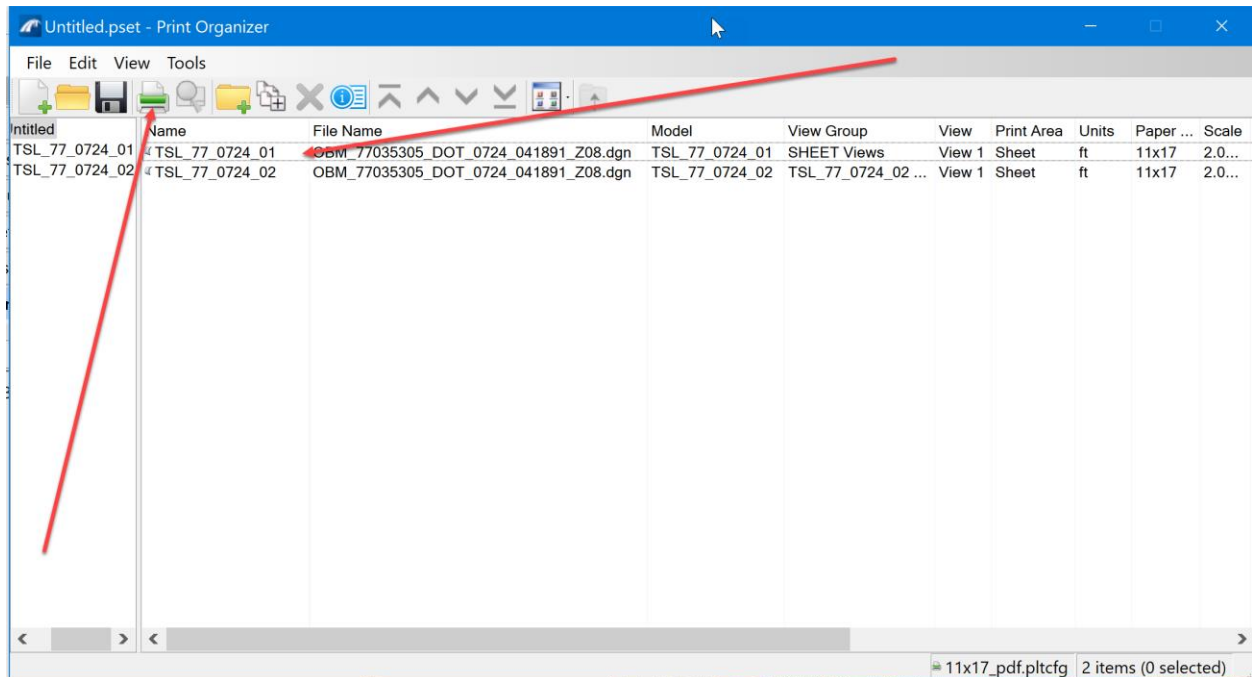 Untitled.pset - Print Organizer
File Edit View Tools
ntitled Name File Name Model View Group View Print Area Units Paper ... Scale
TSL_77_0724_01 TSL_77_0724_01 OBM_77035305_DOT_0724_041891_Z08.dgn TSL_77_0724_01 SHEET Views View 1 Sheet ft 11x17 2.0...
TSL_77_0724_02 TSL_77_0724_02 OBM_77035305_DOT_0724_041891_Z08.dgn TSL_77_0724_02 TSL_77_0724_02 ... View 1 Sheet ft 11x17 2.0...
11x17_pdf.pltcfg 2 items (0 selected)